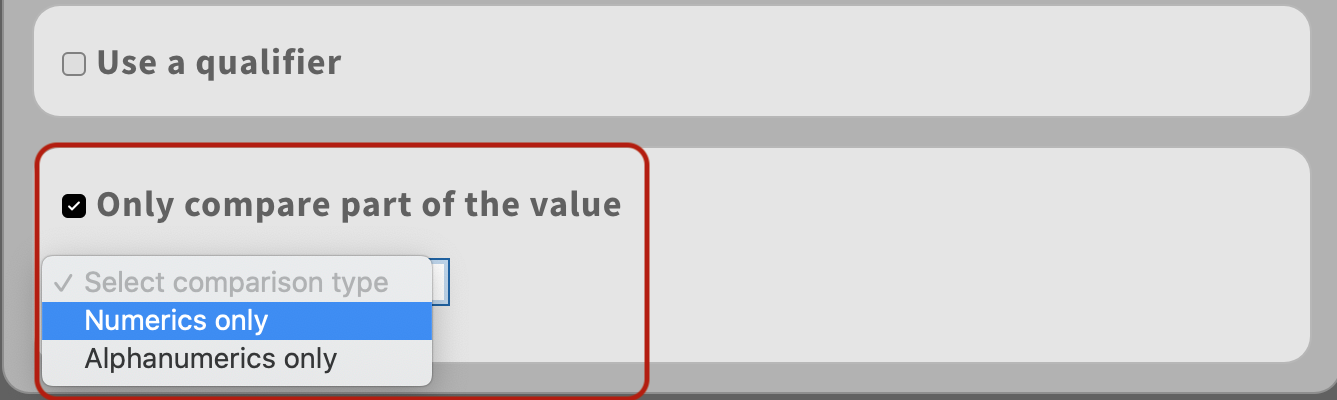 Use a qualifier
Only compare part of the value
Select comparison type
Numerics only
Alphanumerics only